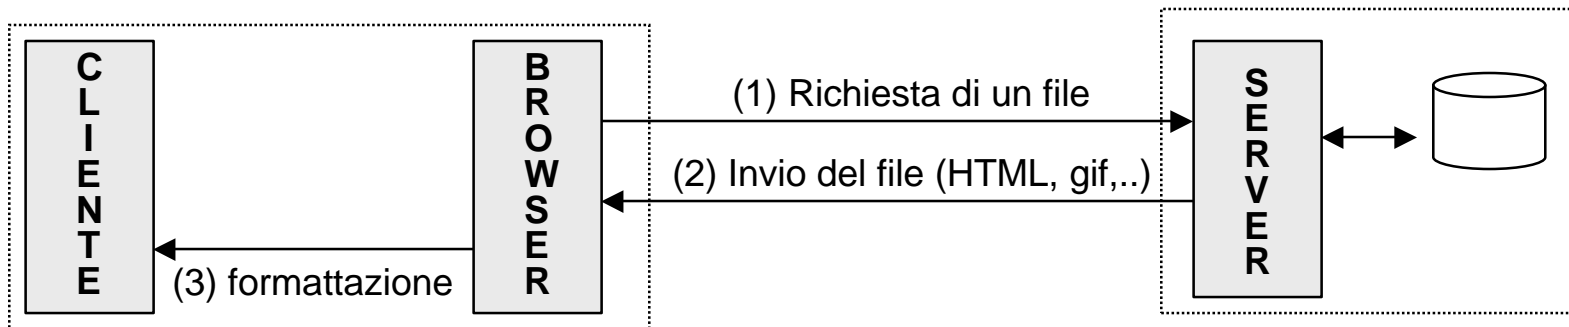 CLIENTE
BROWSER
(1) Richiesta di un file
(2) Invio del file (HTML, gif,..)
(3) formattazione
SERVER